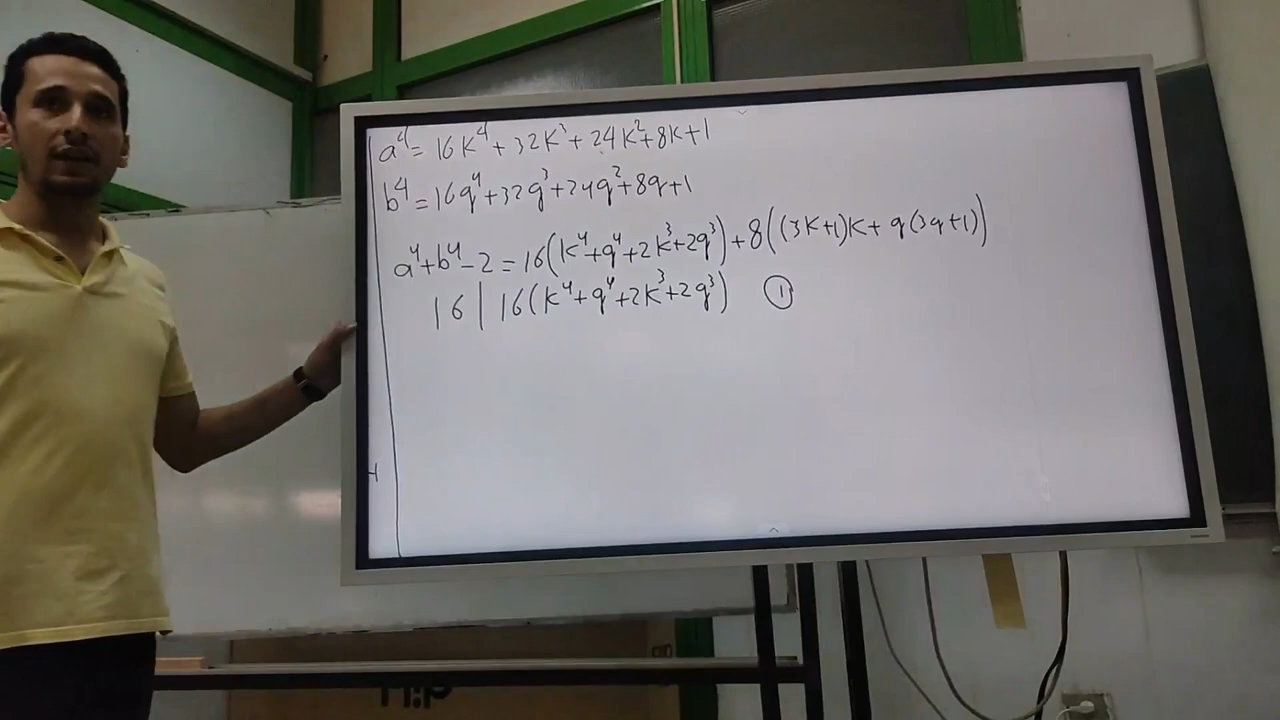 a⁴ = 16k⁴ + 32k³ + 24k² + 8k + 1
b⁴ = 16q⁴ + 32q³ + 24q² + 8q + 1
a⁴ + b⁴ - 2 = 16(k⁴ + q⁴ + 2k³ + 2q³) + 8((3k+1)k + q(3q+1))
16 | 16(k⁴ + q⁴ + 2k³ + 2q³) ①